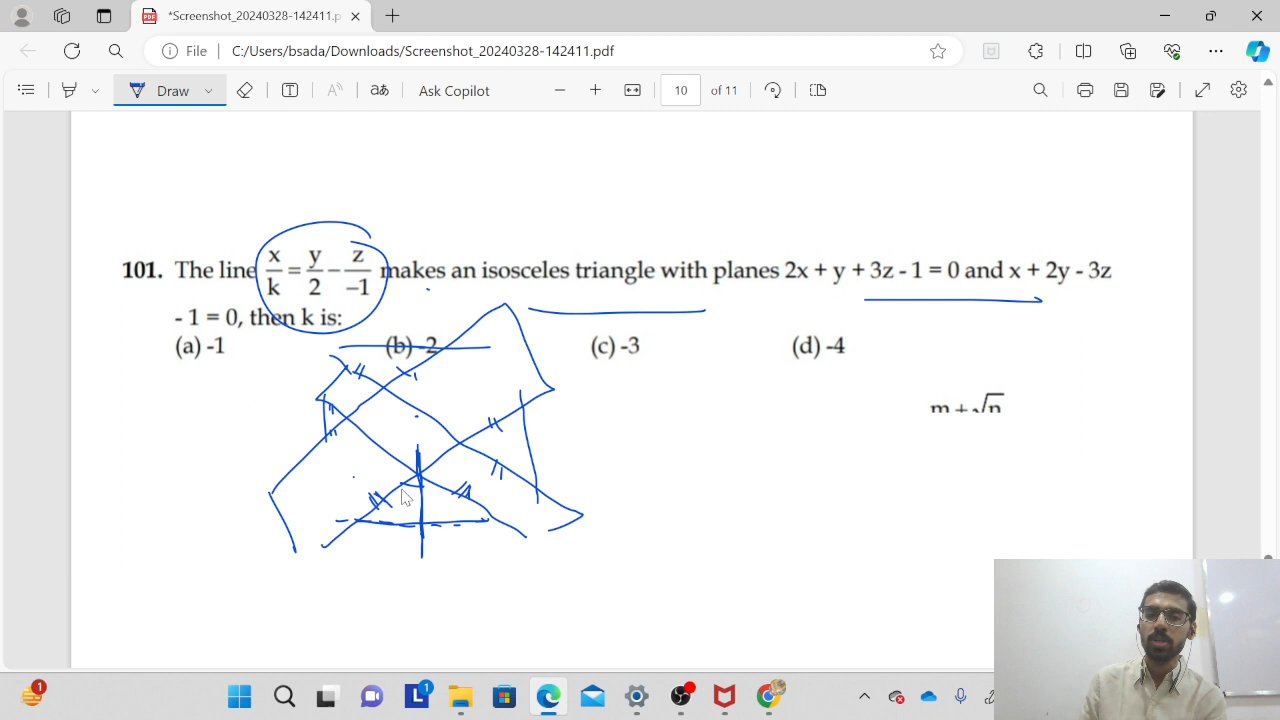 *Screenshot_20240328-142411.p
File C:/Users/bsada/Downloads/Screenshot_20240328-142411.pdf
Draw Ask Copilot 10 of 11
101. The line x/k = y/2 - z/-1 makes an isosceles triangle with planes 2x + y + 3z - 1 = 0 and x + 2y - 3z
- 1 = 0, then k is:
(a) -1 (b) -2 (c) -3 (d) -4
m + √n
1 1